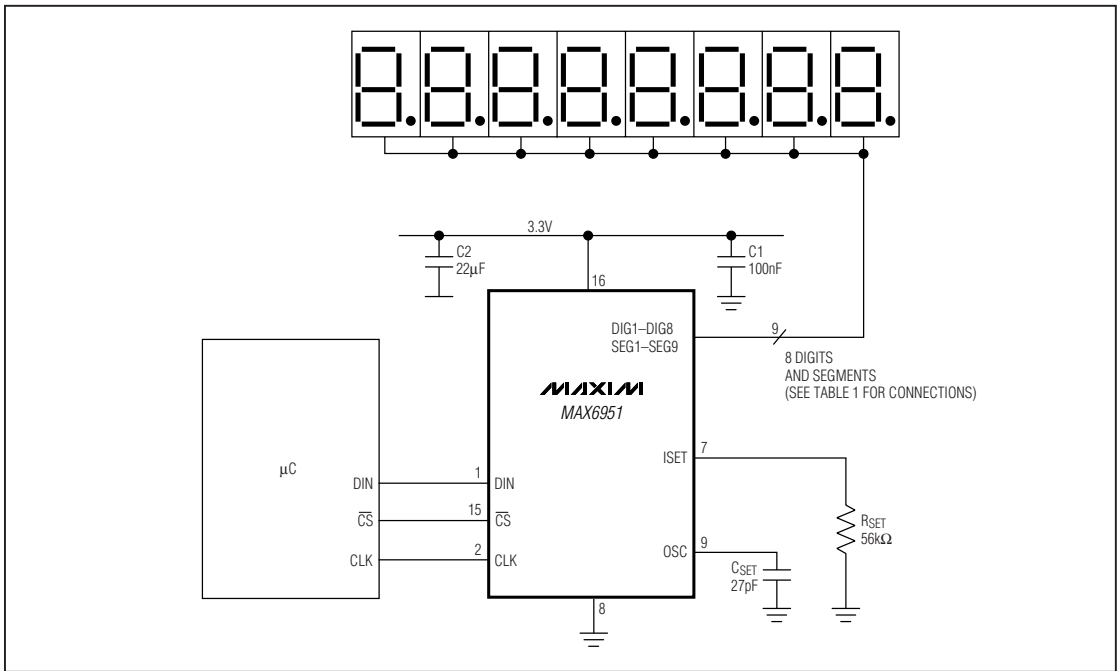 3.3V
C2
22µF
C1
100nF
16
DIG1–DIG8
SEG1–SEG9
9
8 DIGITS
AND SEGMENTS
(SEE TABLE 1 FOR CONNECTIONS)
MAXIM
MAX6951
µC
ISET
7
DIN
1
DIN
CS
15
CS
RSET
56kΩ
CLK
2
CLK
OSC
9
CSET
27pF
8